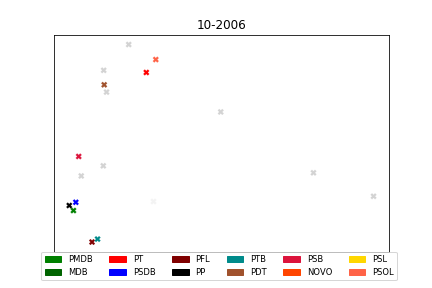 10-2006
PMDB PT PFL PTB PSB PSL
MDB PSDB PP PDT NOVO PSOL